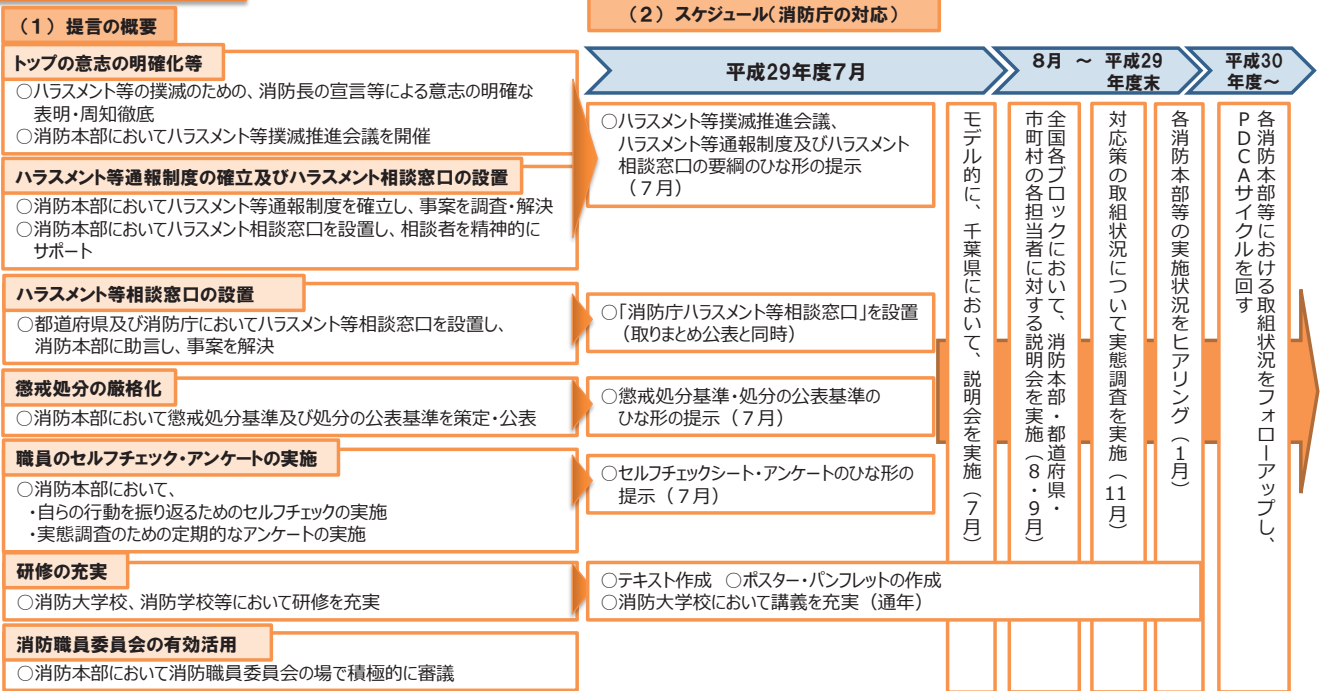 (1) 提言の概要
トップの意志の明確化等
○ハラスメント等の撲滅のための、消防長の宣言等による意志の明確な
表明・周知徹底
○消防本部においてハラスメント等撲滅推進会議を開催
ハラスメント等通報制度の確立及びハラスメント相談窓口の設置
○消防本部においてハラスメント等通報制度を確立し、事案を調査・解決
○消防本部においてハラスメント相談窓口を設置し、相談者を精神的に
サポート
ハラスメント等相談窓口の設置
○都道府県及び消防庁においてハラスメント等相談窓口を設置し、
消防本部に助言し、事案を解決
懲戒処分の厳格化
○消防本部において懲戒処分基準及び処分の公表基準を策定・公表
職員のセルフチェック・アンケートの実施
○消防本部において、
・自らの行動を振り返るためのセルフチェックの実施
・実態調査のための定期的なアンケートの実施
研修の充実
○消防大学校、消防学校等において研修を充実
消防職員委員会の有効活用
○消防本部において消防職員委員会の場で積極的に審議
(2) スケジュール(消防庁の対応)
平成29年度7月
8月 ～ 平成29
年度末
平成30
年度～
○ハラスメント等撲滅推進会議、
ハラスメント等通報制度及びハラスメント
相談窓口の要綱のひな形の提示
(7月)
○「消防庁ハラスメント等相談窓口」を設置
(取りまとめ公表と同時)
○懲戒処分基準・処分の公表基準の
ひな形の提示 (7月)
○セルフチェックシート・アンケートのひな形の
提示 (7月)
○テキスト作成 ○ポスター・パンフレットの作成
○消防大学校において講義を充実 (通年)
モデル的に、千葉県において、説明会を実施(7月)
全国各ブロックにおいて、消防本部・都道府県・
市町村の各担当者に対する説明会を実施(8・9月)
対応策の取組状況について実態調査を実施(11月)
各消防本部等の実施状況をヒアリング(1月)
各消防本部等における取組状況をフォローアップし、
PDCAサイクルを回す